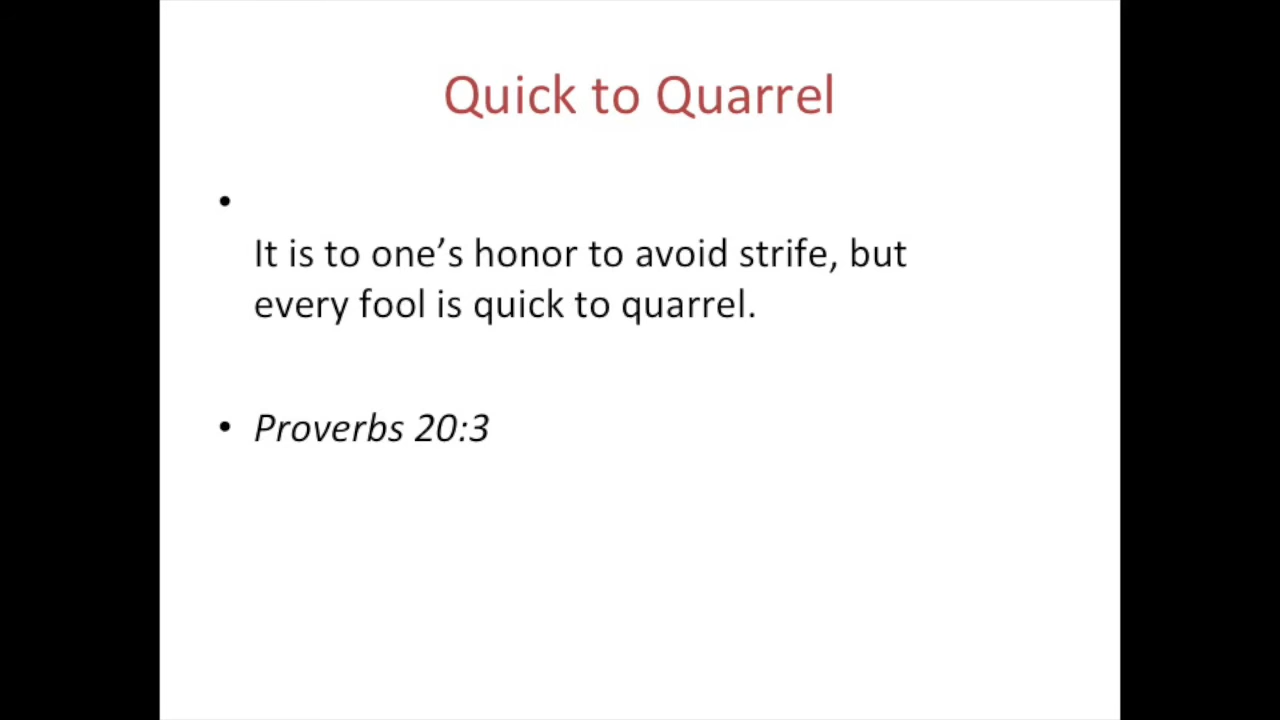 Quick to Quarrel
•
It is to one’s honor to avoid strife, but
every fool is quick to quarrel.
• Proverbs 20:3